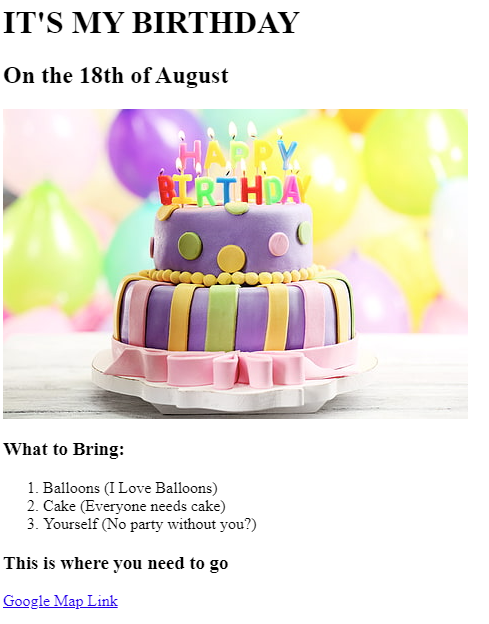 IT'S MY BIRTHDAY
On the 18th of August
HAPPY
BIRTHDAY
What to Bring:
1. Balloons (I Love Balloons)
2. Cake (Everyone needs cake)
3. Yourself (No party without you?)
This is where you need to go
Google Map Link